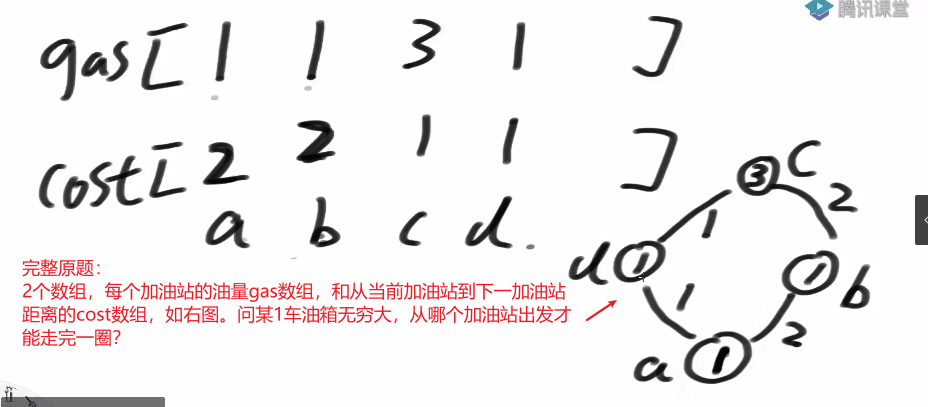 腾讯课堂
gas[ 1 1 3 1 ]
cost[ 2 2 1 1 ]
a b c d.
完整原题：
2个数组，每个加油站的油量gas数组，和从当前加油站到下一加油站
距离的cost数组，如右图。问某1车油箱无穷大，从哪个加油站出发才
能走完一圈？
3 C
1 2
d 1 1 b
1 2
a 1